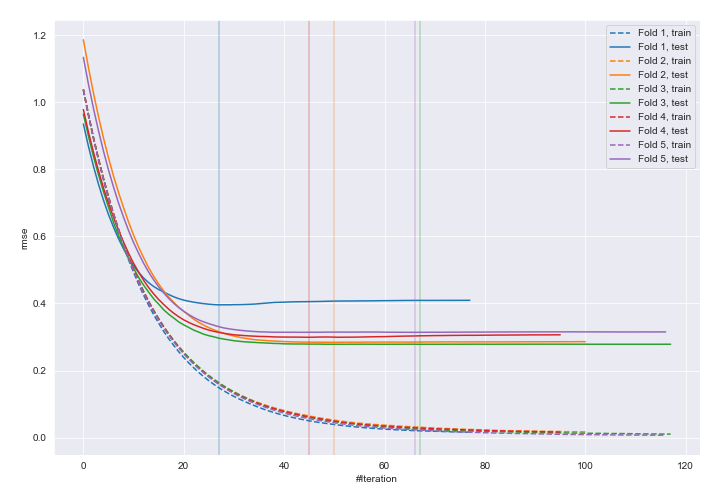 1.2
1.0
0.8
0.6
0.4
0.2
0.0
rmse
0
20
40
60
80
100
120
#Iteration
Fold 1, train
Fold 1, test
Fold 2, train
Fold 2, test
Fold 3, train
Fold 3, test
Fold 4, train
Fold 4, test
Fold 5, train
Fold 5, test